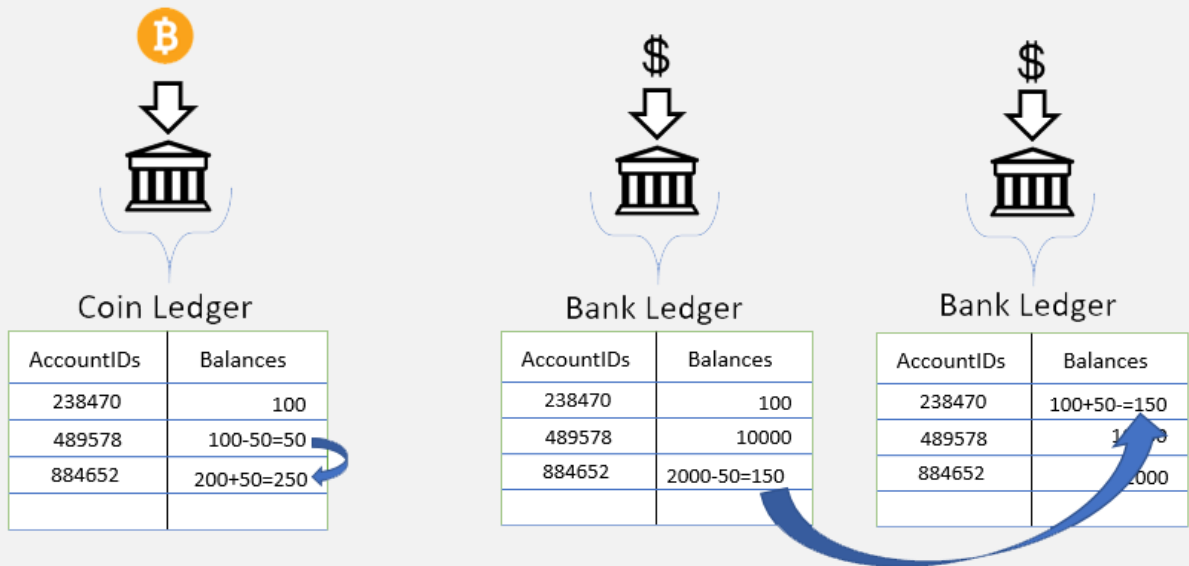 ₿
$
$
Coin Ledger
Bank Ledger
Bank Ledger
AccountIDs Balances
238470 100
489578 100-50=50
884652 200+50=250
AccountIDs Balances
238470 100
489578 10000
884652 2000-50=150
AccountIDs Balances
238470 100+50-=150
489578
884652